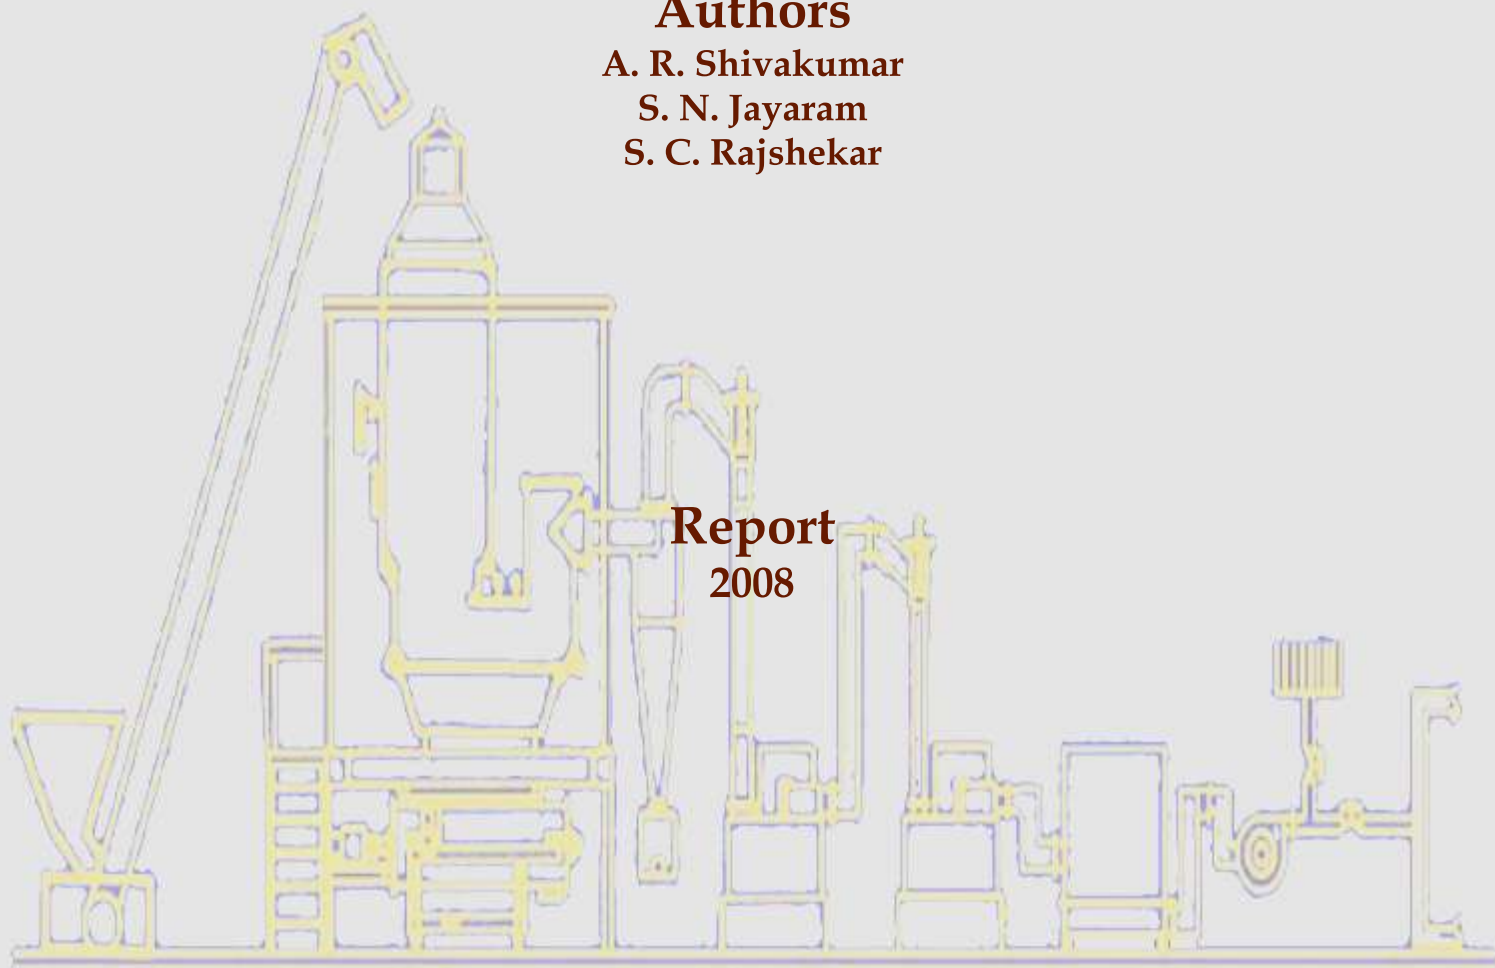 Authors
A. R. Shivakumar
S. N. Jayaram
S. C. Rajshekar
Report
2008